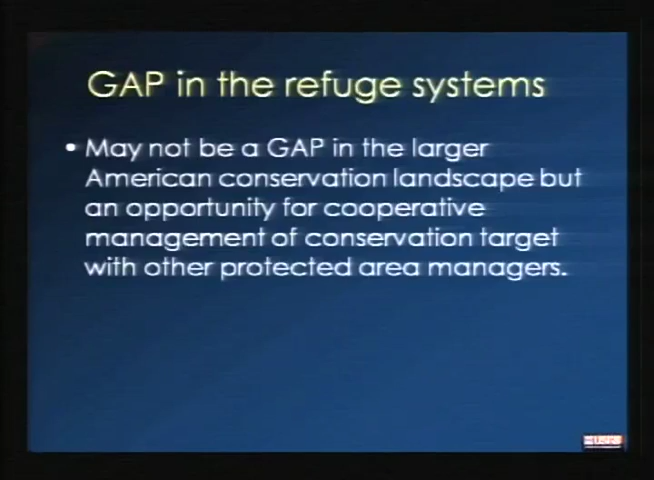 GAP in the refuge systems
• May not be a GAP in the larger
American conservation landscape but
an opportunity for cooperative
management of conservation target
with other protected area managers.